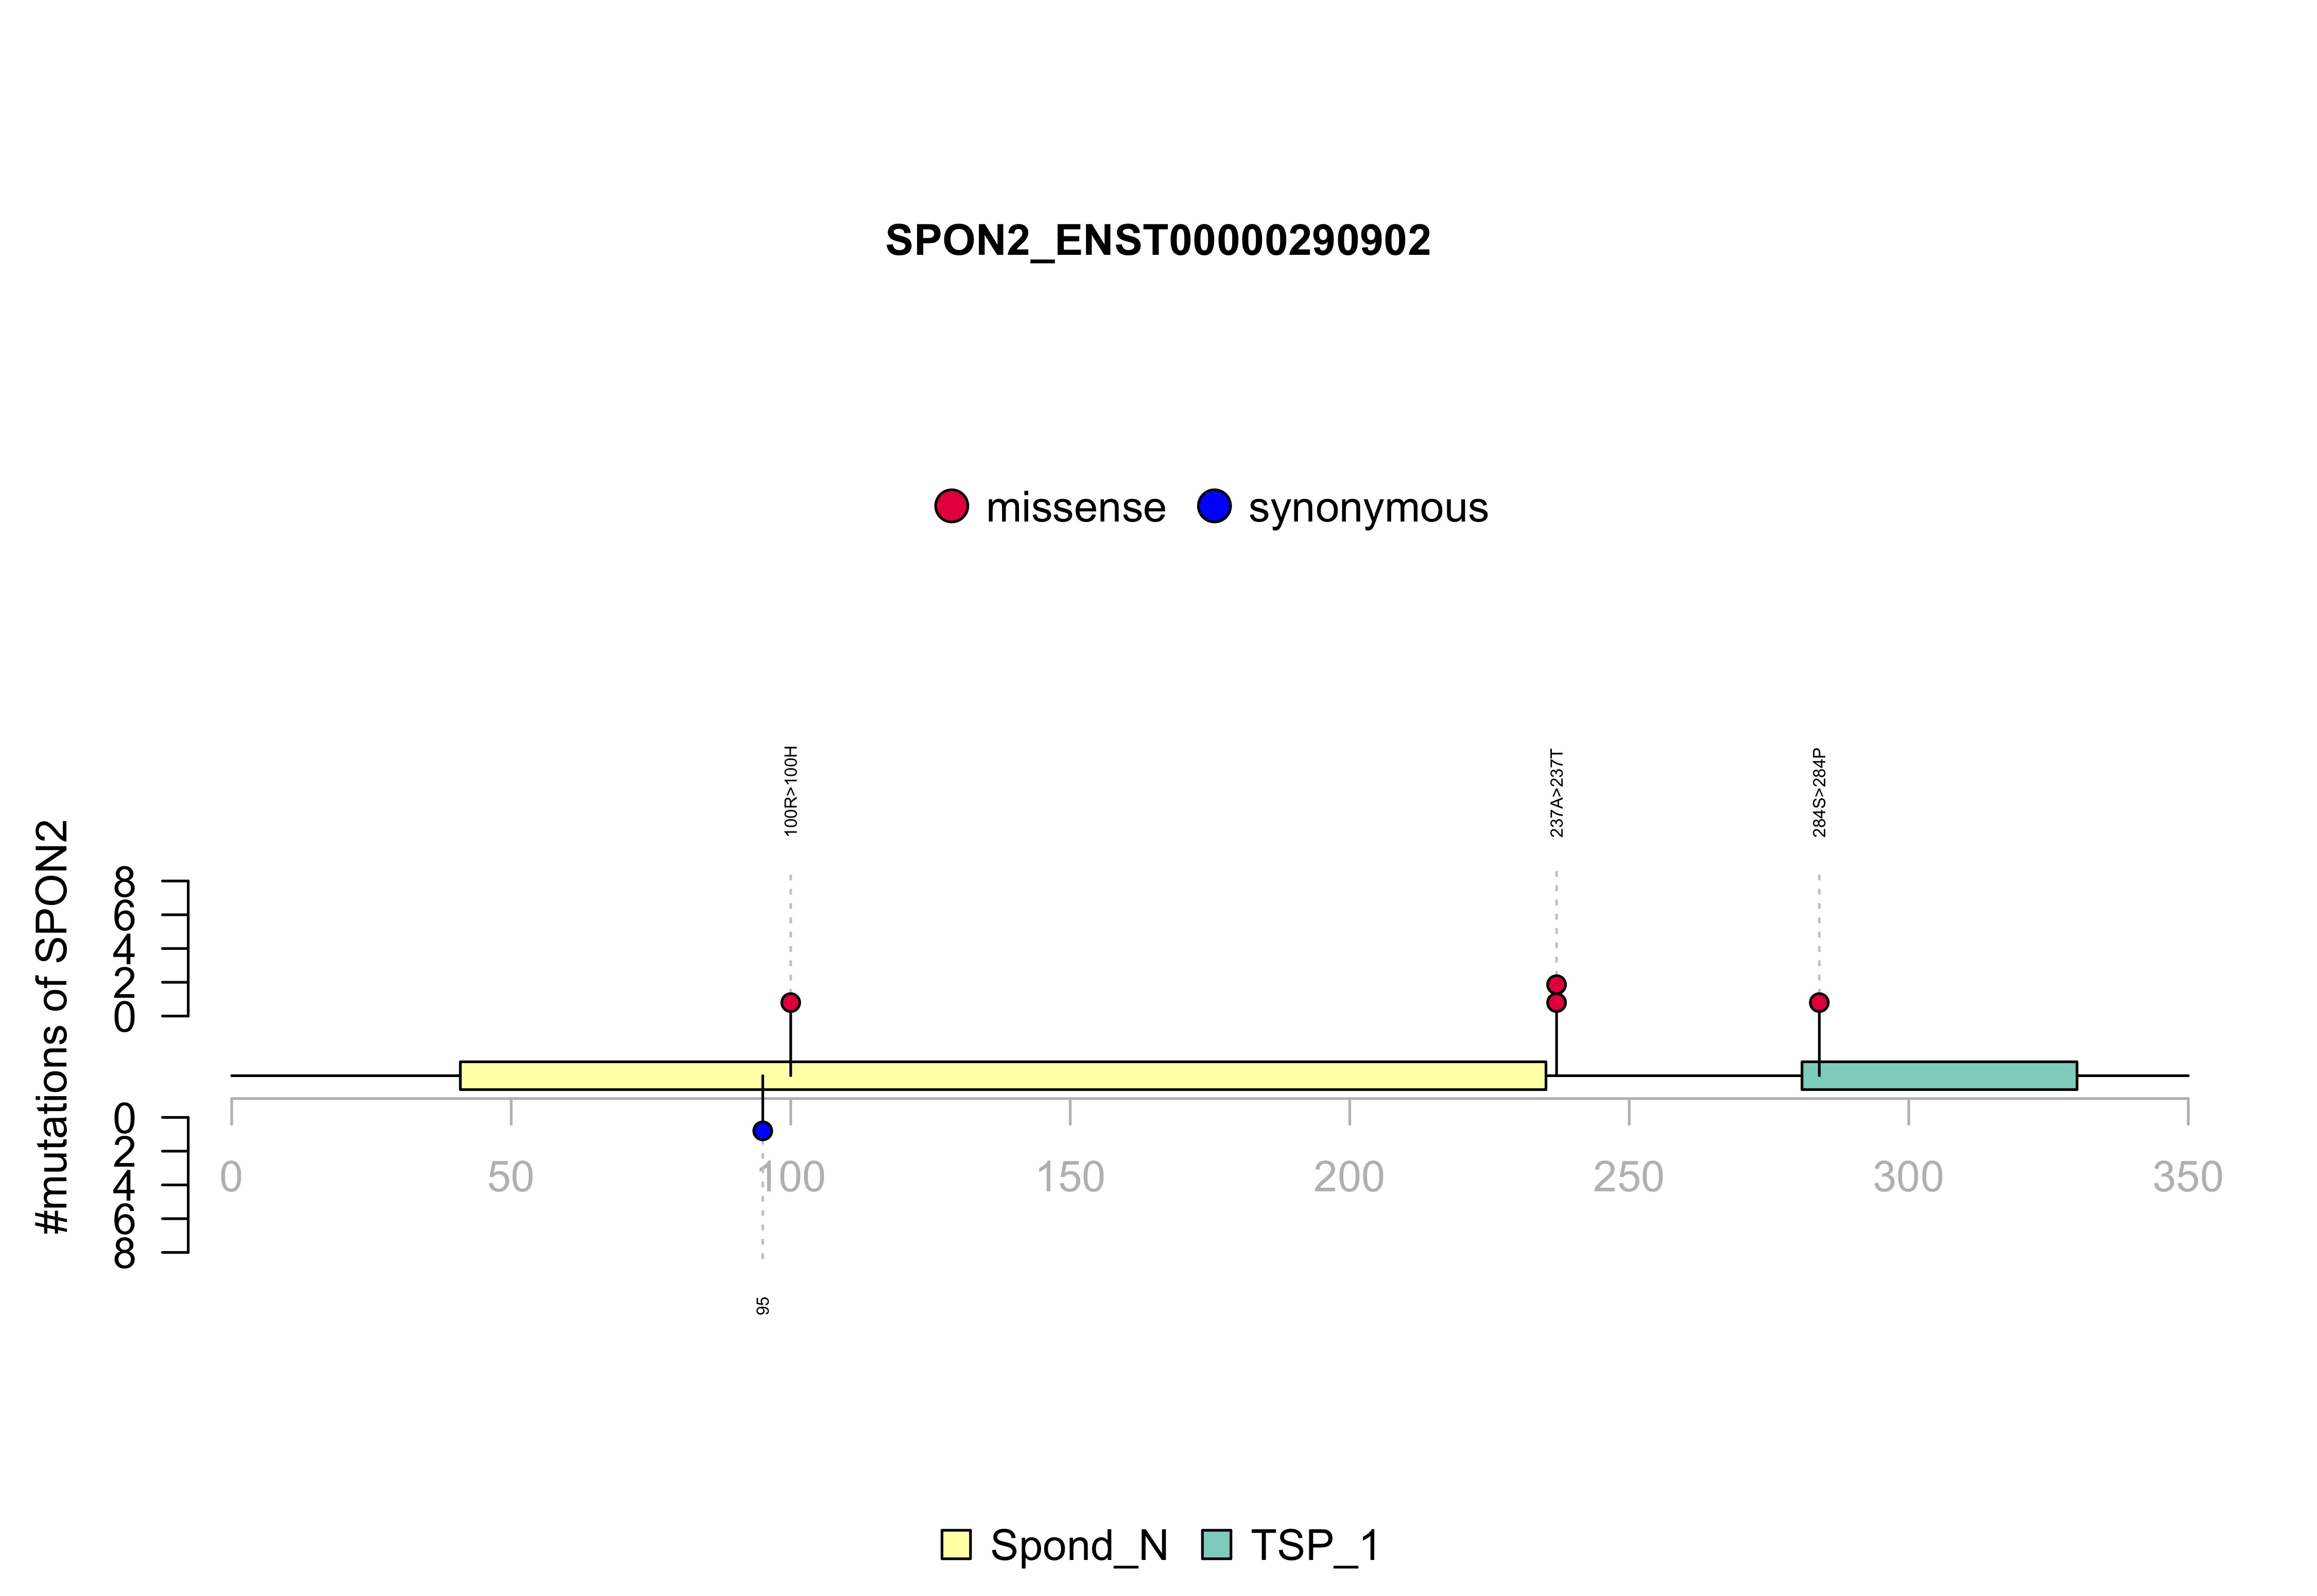 SPON2_ENST00000290902
missense synonymous
100R>100H 237A>237T 284S>284P
#mutations of SPON2
8
6
4
2
0
0
2
4
6
8
0 50 100 150 200 250 300 350
95
Spond_N TSP_1